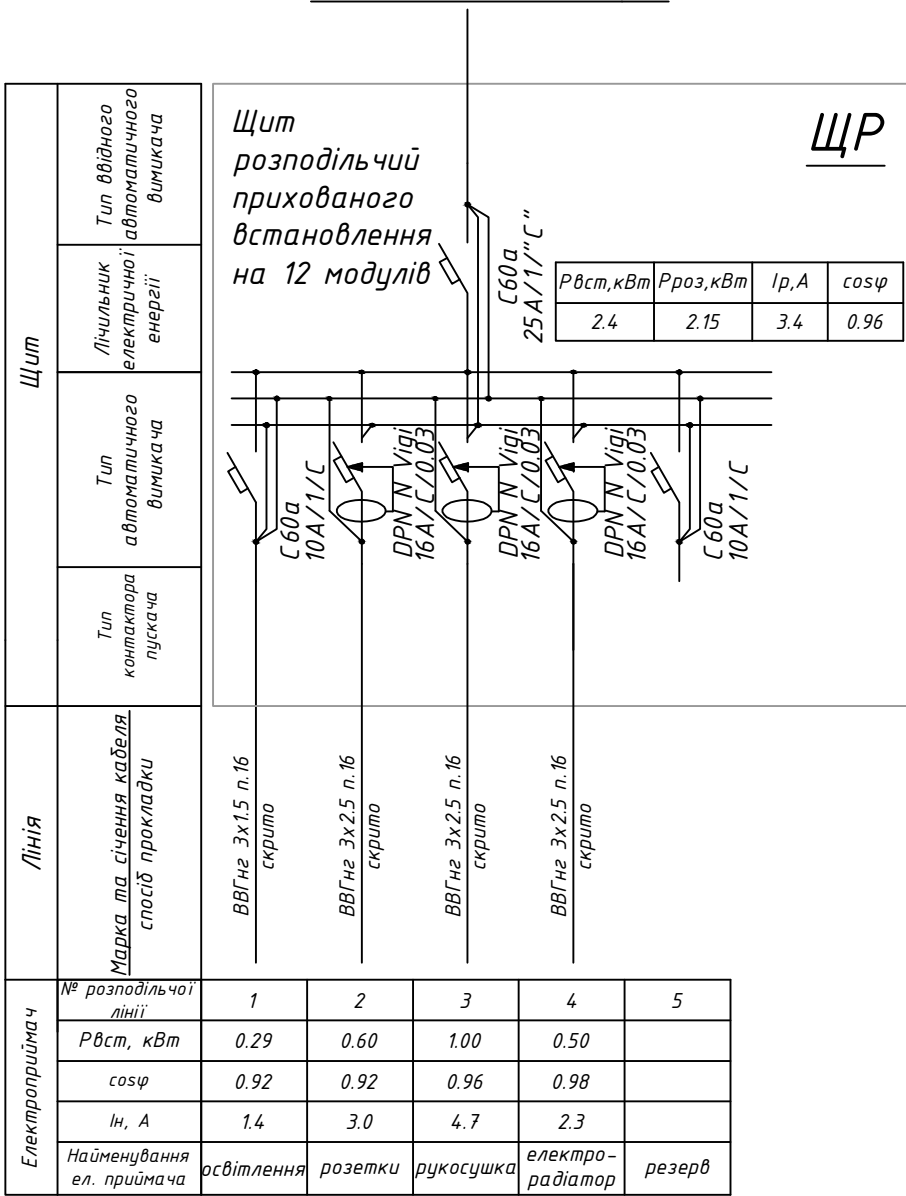 Щит
розподільчий
прихованого
встановлення
на 12 модулів
ЩР
C60a
25A/1/"C"
Рвст,кВт Рроз,кВт Iр,А cosφ
2.4 2.15 3.4 0.96
Щит
Тип ввідного
автоматичного
вимикача
Лічильник
електричної
енергії
Тип
автоматичного
вимикача
Тип
контактора
пускача
C60a
10A/1/C
DPN N Vigi
16A/C/0.03
DPN N Vigi
16A/C/0.03
DPN N Vigi
16A/C/0.03
C60a
10A/1/C
Лінія
Марка та січення кабеля
спосіб прокладки
ВВГнг 3х1.5 п.16
скрито
ВВГнг 3х2.5 п.16
скрито
ВВГнг 3х2.5 п.16
скрито
ВВГнг 3х2.5 п.16
скрито
Електроприймач
№ розподільчої
лінії
1 2 3 4 5
Рвст, кВт 0.29 0.60 1.00 0.50
cosφ 0.92 0.92 0.96 0.98
Iн, А 1.4 3.0 4.7 2.3
Найменування
ел. приймача
освітлення розетки рукосушка електро-
радіатор резерв